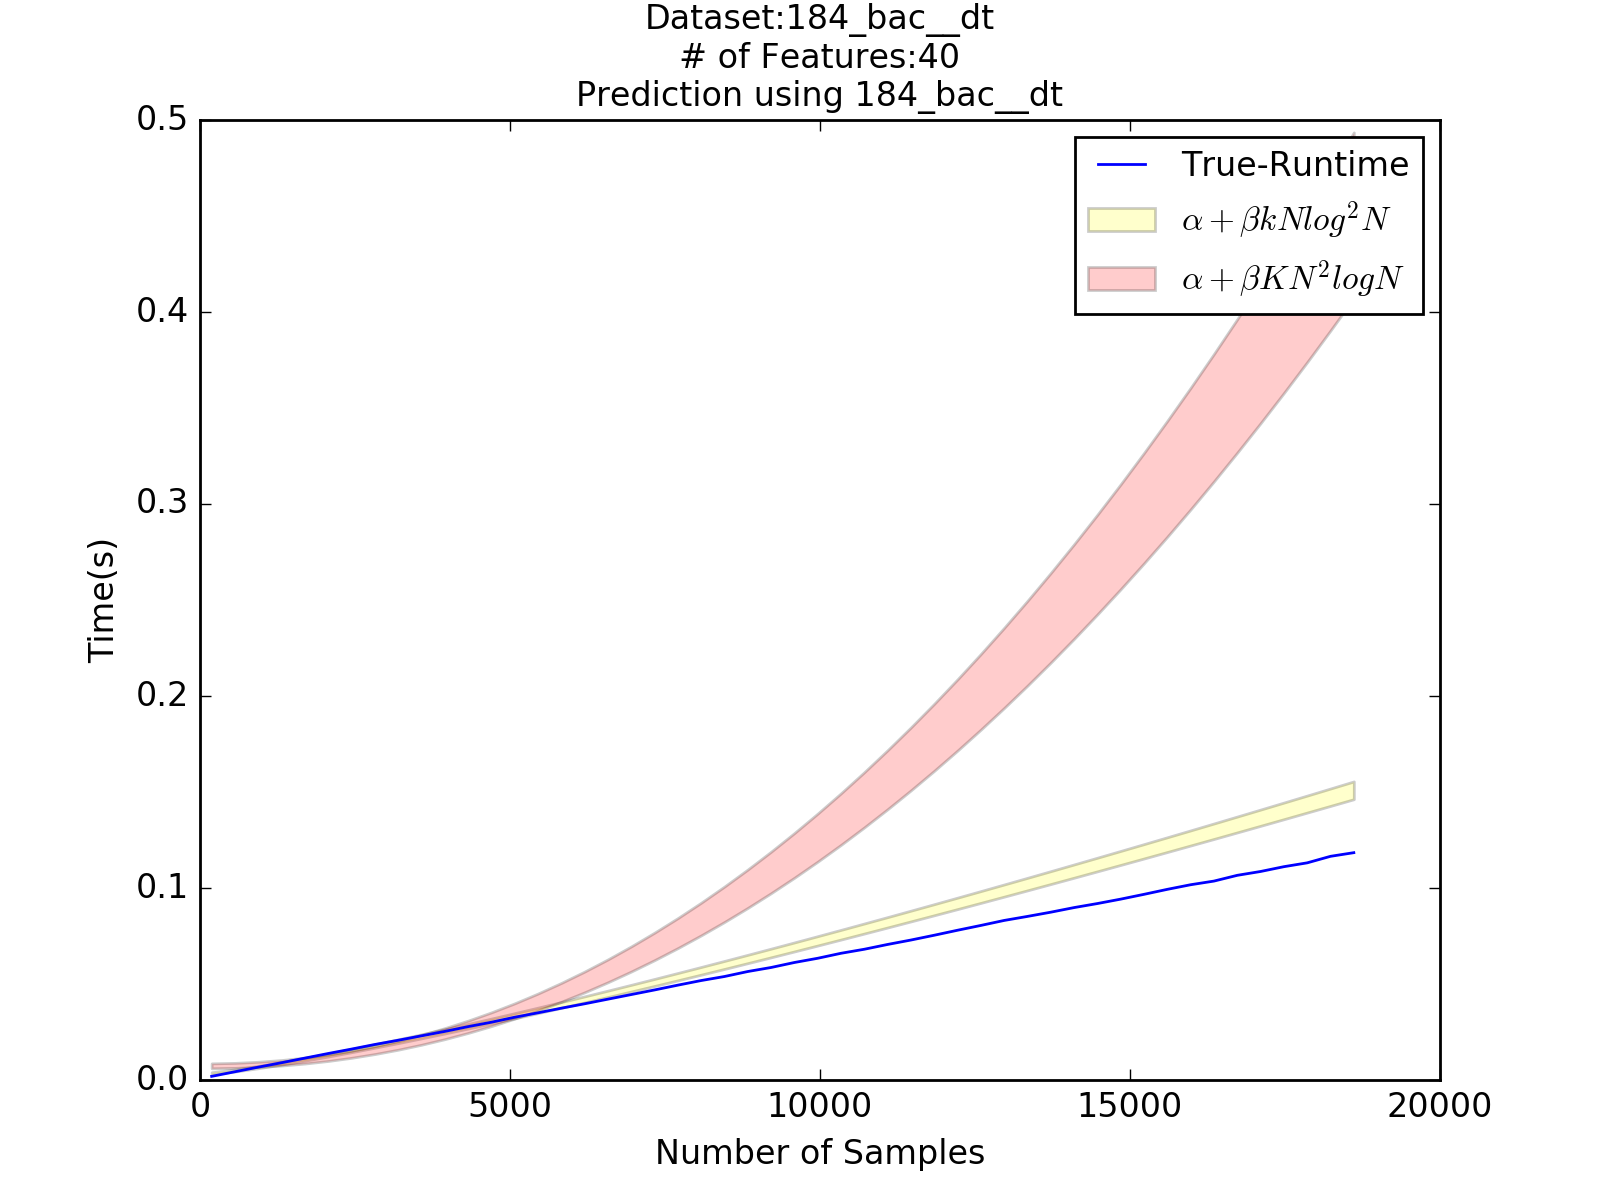 Dataset:184_bac__dt
# of Features:40
Prediction using 184_bac__dt
0.5
0.4
0.3
0.2
0.1
0.0
Time(s)
True-Runtime
α + βkNlog²N
α + βKN²logN
0 5000 10000 15000 20000
Number of Samples